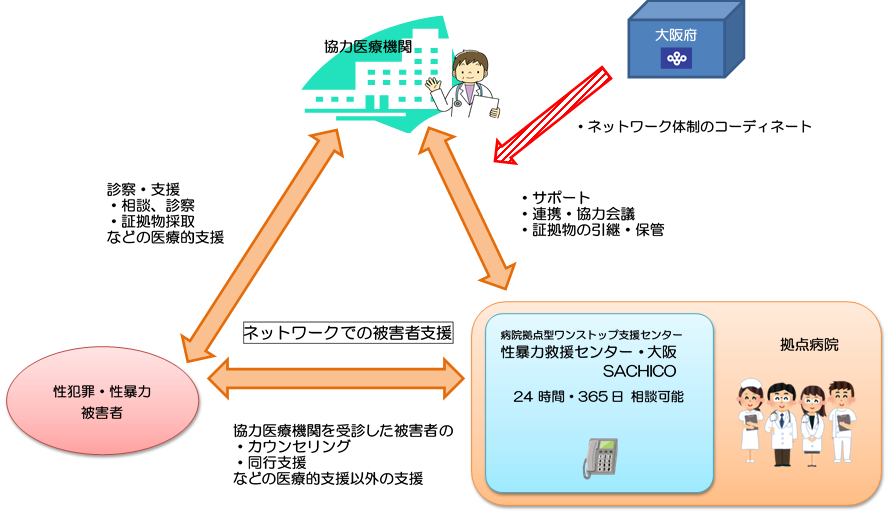 協力医療機関
大阪府
・ネットワーク体制のコーディネート
診察・支援
・相談、診察
・証拠物採取
などの医療的支援
・サポート
・連携・協力会議
・証拠物の引継・保管
ネットワークでの被害者支援
病院拠点型ワンストップ支援センター
性暴力救援センター・大阪
SACHICO
24 時間・365日 相談可能
拠点病院
性犯罪・性暴力
被害者
協力医療機関を受診した被害者の
・カウンセリング
・同行支援
などの医療的支援以外の支援